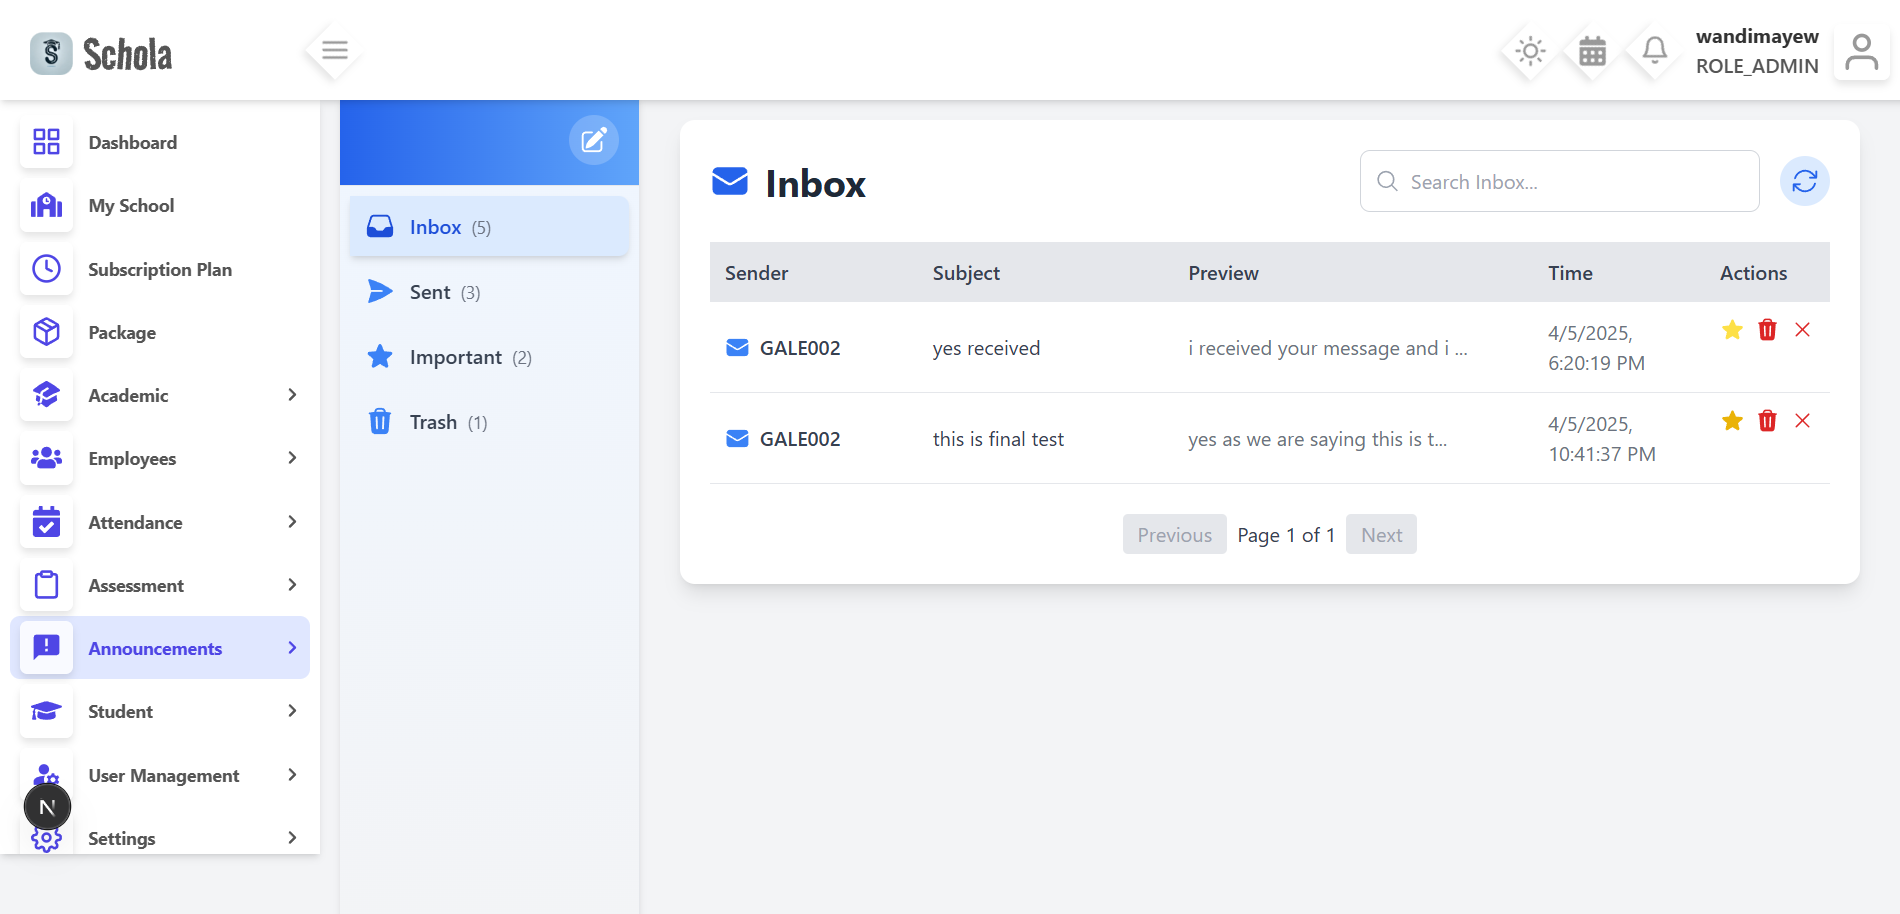 Schola
wandimayew
ROLE_ADMIN
Dashboard
My School
Subscription Plan
Package
Academic
Employees
Attendance
Assessment
Announcements
Student
User Management
N
Settings
Inbox (5)
Sent (3)
Important (2)
Trash (1)
Inbox
Search Inbox...
Sender Subject Preview Time Actions
GALE002 yes received i received your message and i ... 4/5/2025,
6:20:19 PM
GALE002 this is final test yes as we are saying this is t... 4/5/2025,
10:41:37 PM
Previous Page 1 of 1 Next